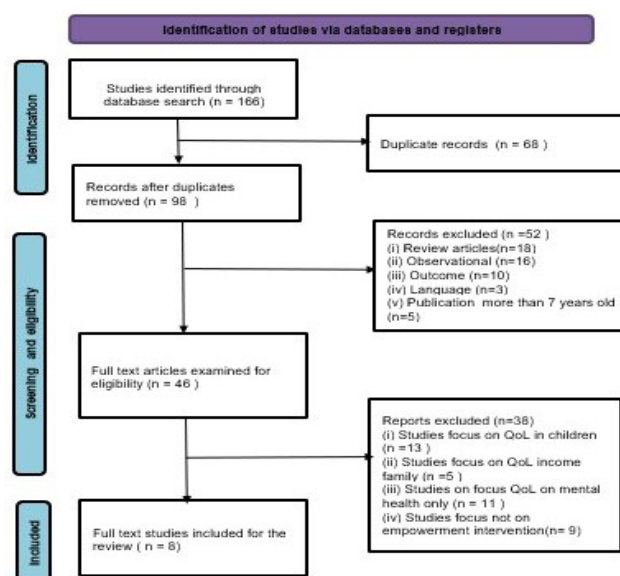 Identification of studies via databases and registers
Identification
Studies identified through
database search (n = 166)
Duplicate records (n = 68 )
Records after duplicates
removed (n = 98 )
Screening and eligibility
Records excluded (n =52 )
(i) Review articles(n=18)
(ii) Observational (n=16)
(iii) Outcome (n=10)
(iv) Language (n=3)
(v) Publication more than 7 years old
(n=5)
Full text articles examined for
eligibility (n = 46 )
Reports excluded (n=38)
(i) Studies focus on QoL in children
(n =13 )
(ii) Studies focus on QoL income
family (n =5 )
(iii) Studies on focus QoL on mental
health only (n = 11 )
(iv) Studies focus not on
empowerment intervention(n= 9)
Included
Full text studies included for the
review ( n = 8)